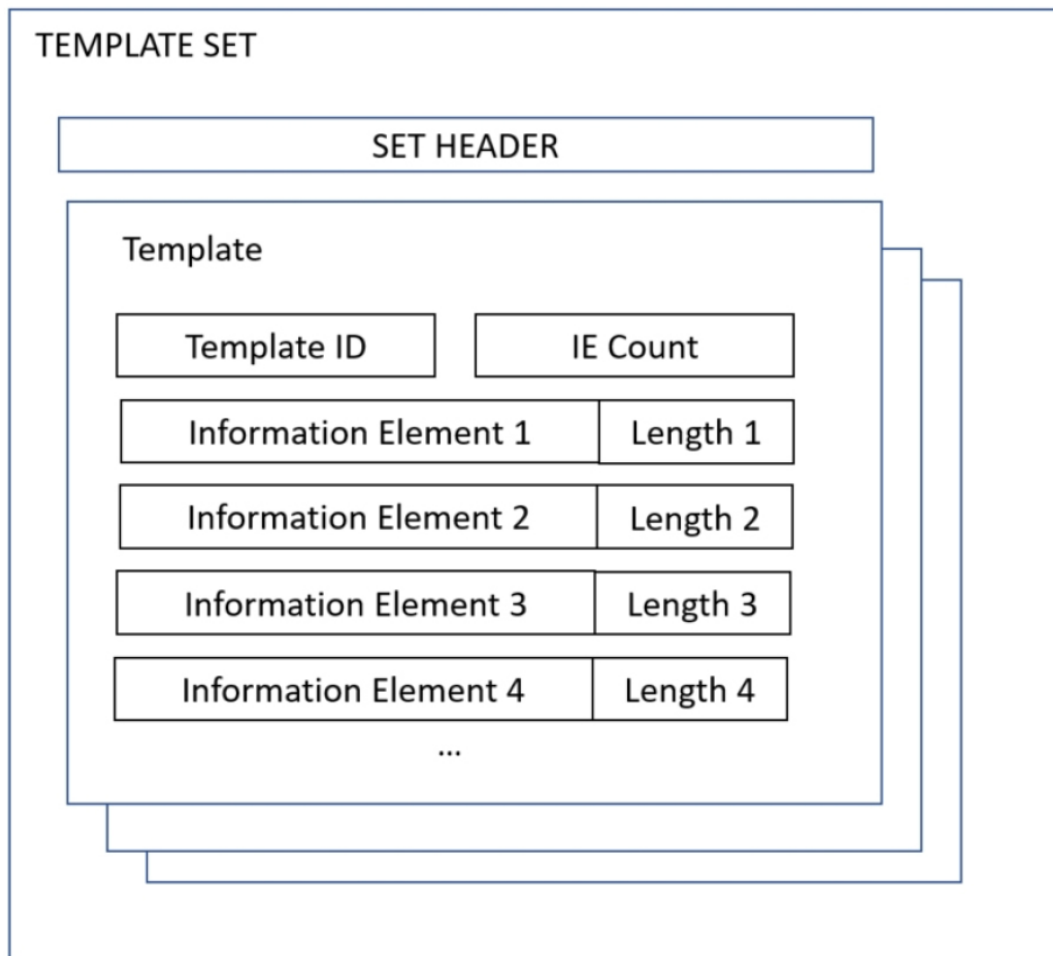 TEMPLATE SET
SET HEADER
Template
Template ID IE Count
Information Element 1 Length 1
Information Element 2 Length 2
Information Element 3 Length 3
Information Element 4 Length 4
...